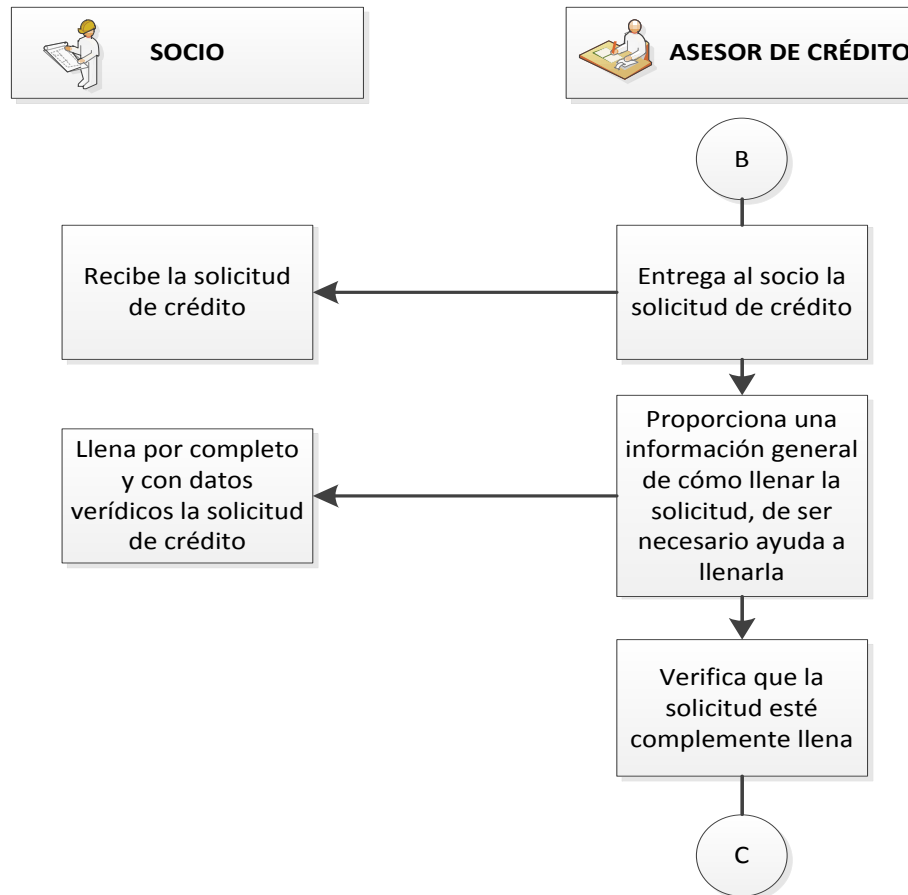 SOCIO
ASESOR DE CRÉDITO
B
Recibe la solicitud
de crédito
Entrega al socio la
solicitud de crédito
Llena por completo
y con datos
verídicos la solicitud
de crédito
Proporciona una
información general
de cómo llenar la
solicitud, de ser
necesario ayuda a
llenarla
Verifica que la
solicitud esté
complemente llena
C